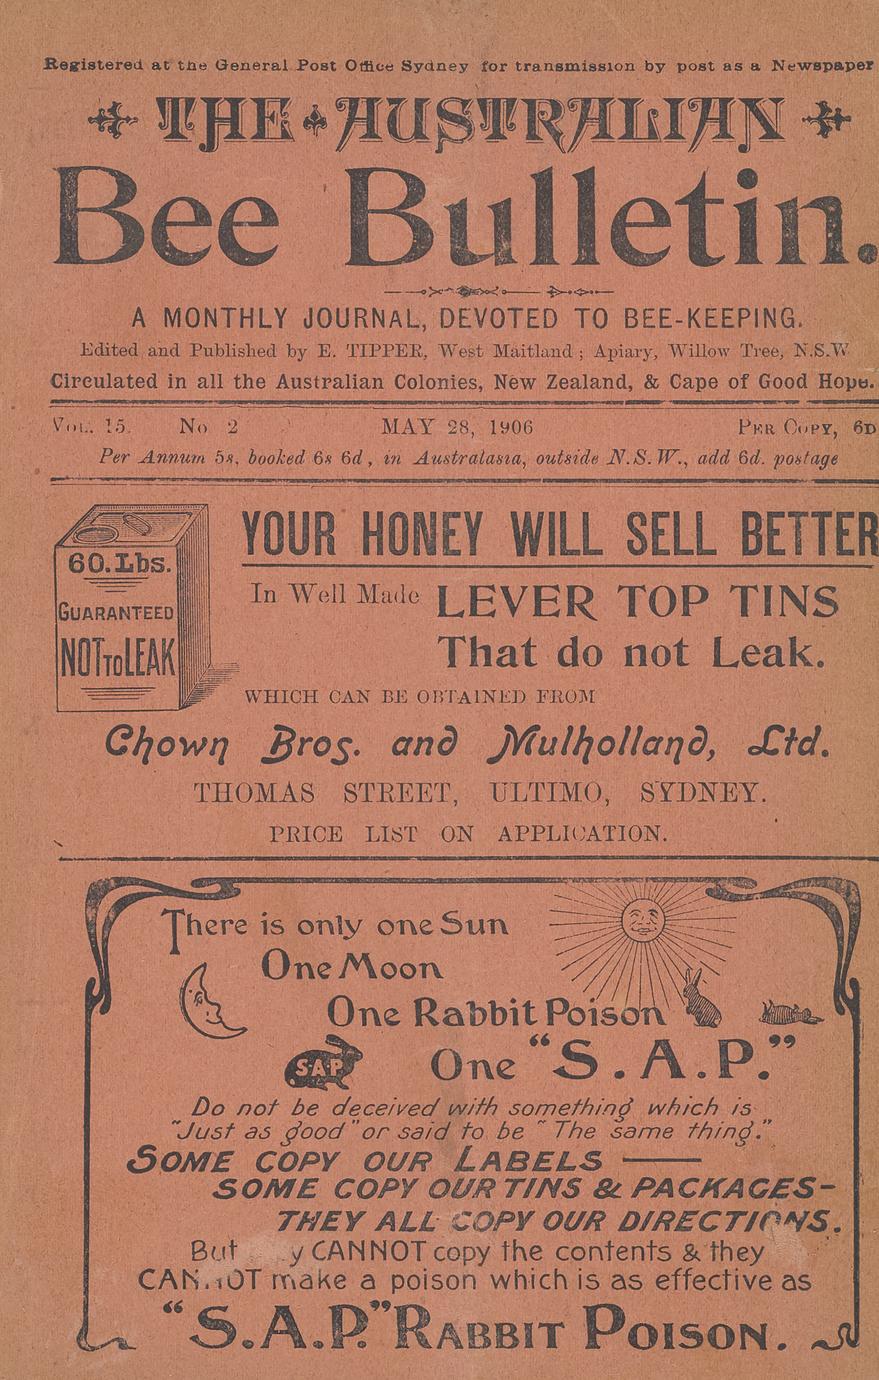 Registered at the General Post Office Sydney for transmission by post as a Newspaper
THE AUSTRALIAN
Bee Bulletin.
A MONTHLY JOURNAL, DEVOTED TO BEE-KEEPING.
Edited and Published by E. TIPPER, West Maitland; Apiary, Willow Tree, N.S.W
Circulated in all the Australian Colonies, New Zealand, & Cape of Good Hope.
VOL. 15. No 2 MAY 28, 1906 PER COPY, 6D
Per Annum 5s, booked 6s 6d, in Australasia, outside N.S.W., add 6d. postage
60.Lbs.
GUARANTEED
NOT TO LEAK
YOUR HONEY WILL SELL BETTER
In Well Made LEVER TOP TINS
That do not Leak.
WHICH CAN BE OBTAINED FROM
Chown Bros. and Mulholland, Ltd.
THOMAS STREET, ULTIMO, SYDNEY.
PRICE LIST ON APPLICATION.
There is only one Sun
One Moon
One Rabbit Poison
SAP One "S.A.P."
Do not be deceived with something which is
"Just as good" or said to be "The same thing."
SOME COPY OUR LABELS —
SOME COPY OUR TINS & PACKAGES-
THEY ALL COPY OUR DIRECTIONS.
But CANNOT copy the contents & they
CANNOT make a poison which is as effective as
"S.A.P." RABBIT POISON.